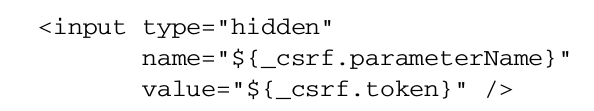 <input type="hidden"
name="${_csrf.parameterName}"
value="${_csrf.token}" />